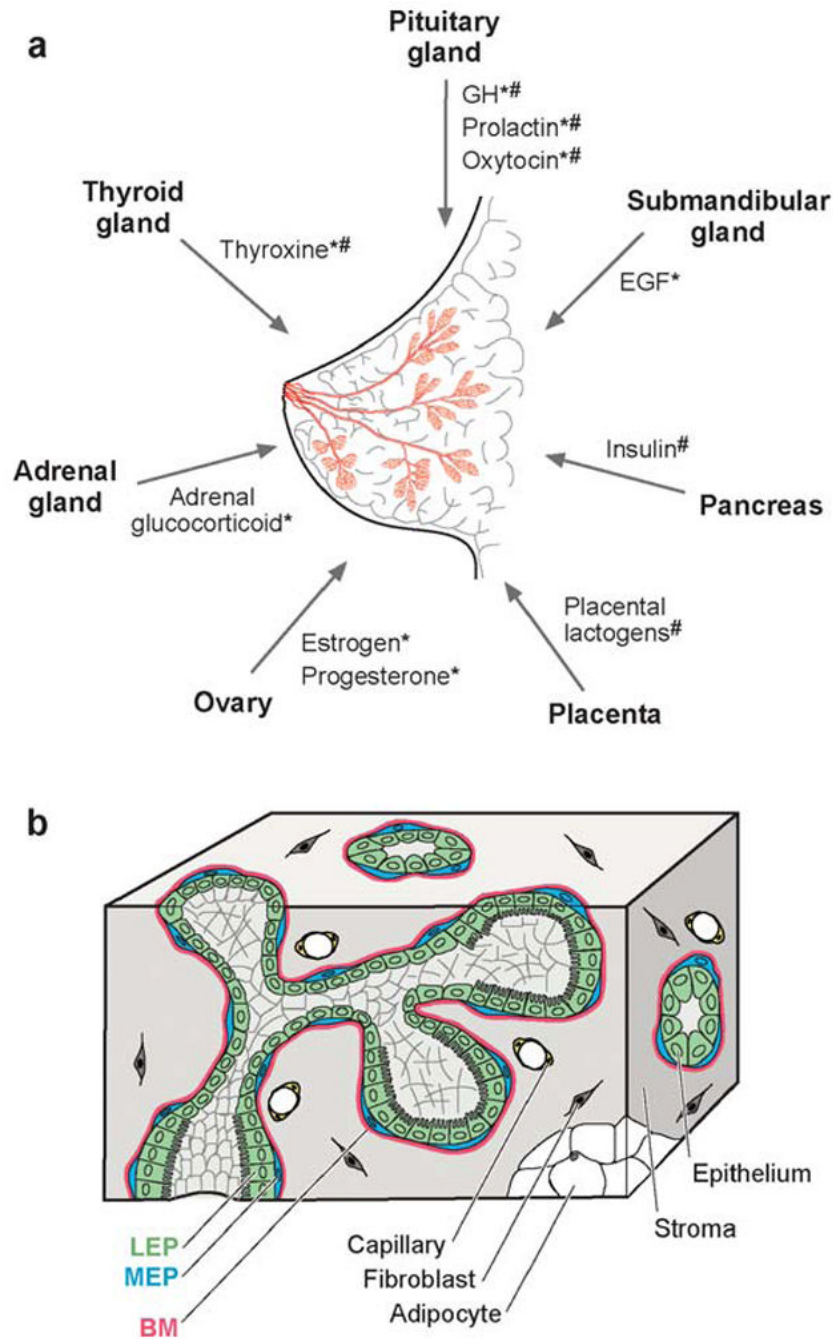 a
Pituitary
gland
GH*#
Prolactin*#
Oxytocin*#
Thyroid
gland
Thyroxine*#
Submandibular
gland
EGF*
Adrenal
gland
Adrenal
glucocorticoid*
Insulin#
Pancreas
Estrogen*
Progesterone*
Ovary
Placental
lactogens#
Placenta
b
LEP
MEP
BM
Capillary
Fibroblast
Adipocyte
Epithelium
Stroma